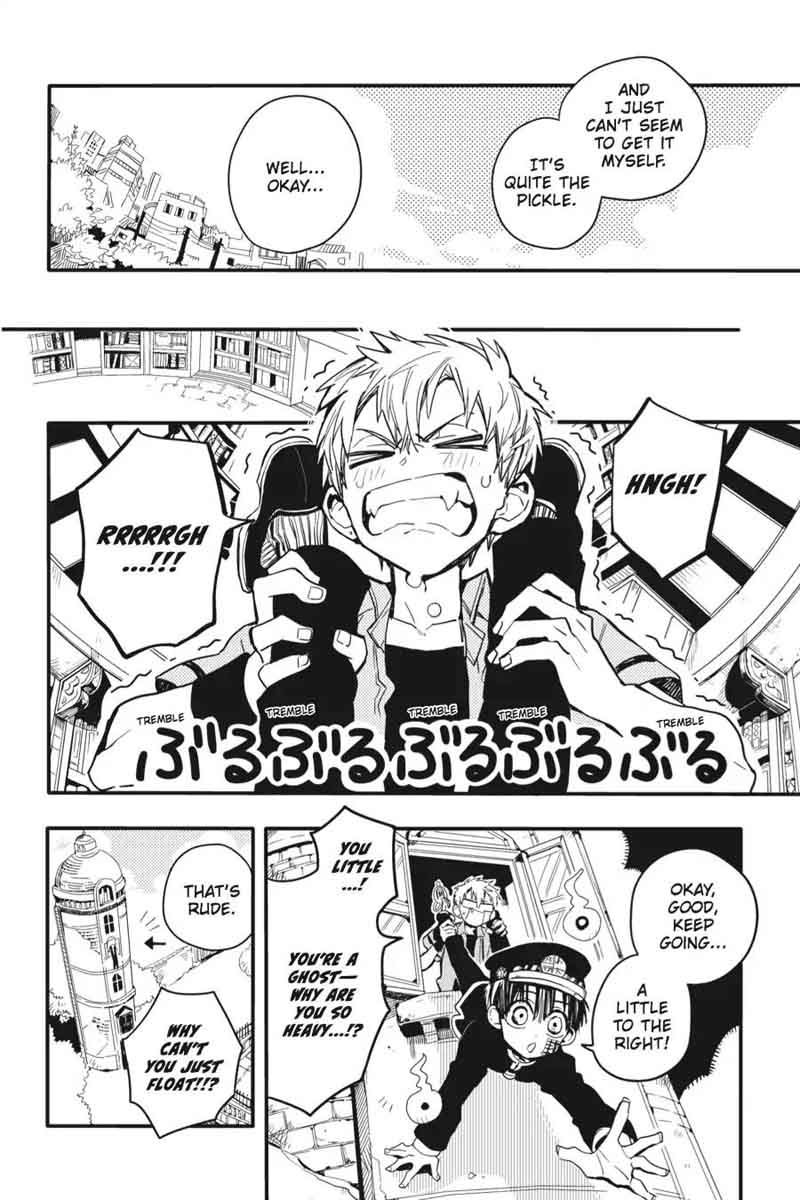 AND
I JUST
CAN'T SEEM
TO GET IT
MYSELF.
IT'S
QUITE THE
PICKLE.
WELL...
OKAY...
HNGH!
RRRRRGH
....!!!
TREMBLE
TREMBLE
TREMBLE
TREMBLE
TREMBLE
ぶるぶるぶるぶるぶる
OKAY,
GOOD,
KEEP
GOING...
A
LITTLE
TO THE
RIGHT!
YOU
LITTLE
....!
YOU'RE A
GHOST—
WHY ARE
YOU SO
HEAVY...!?
THAT'S
RUDE.
WHY
CAN'T
YOU JUST
FLOAT!!?